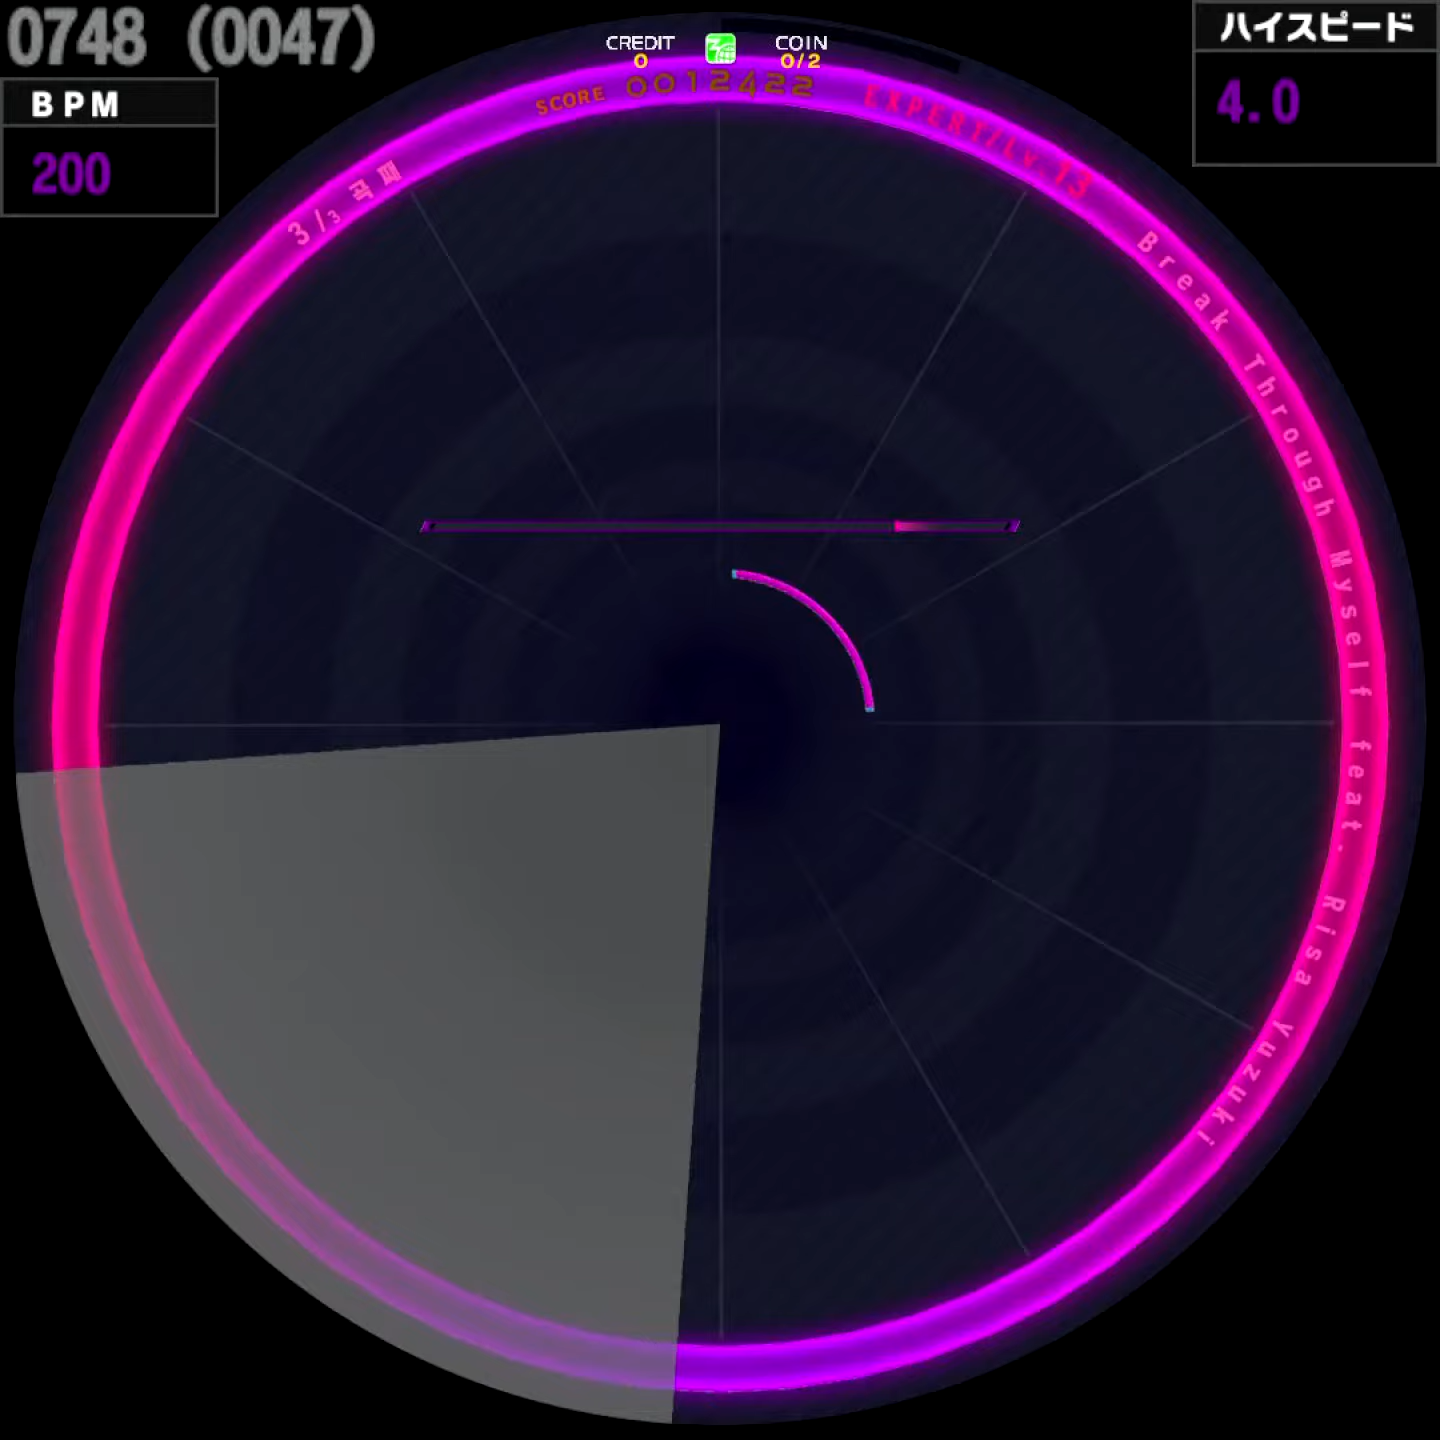 0748 (0047)
BPM
200
CREDIT
0
COIN
0/2
ハイスピード
4.0
SCORE 0012422
EXPERT/Lv.13
3/3 곡째
Break Through Myself feat. Risa Yuzuki